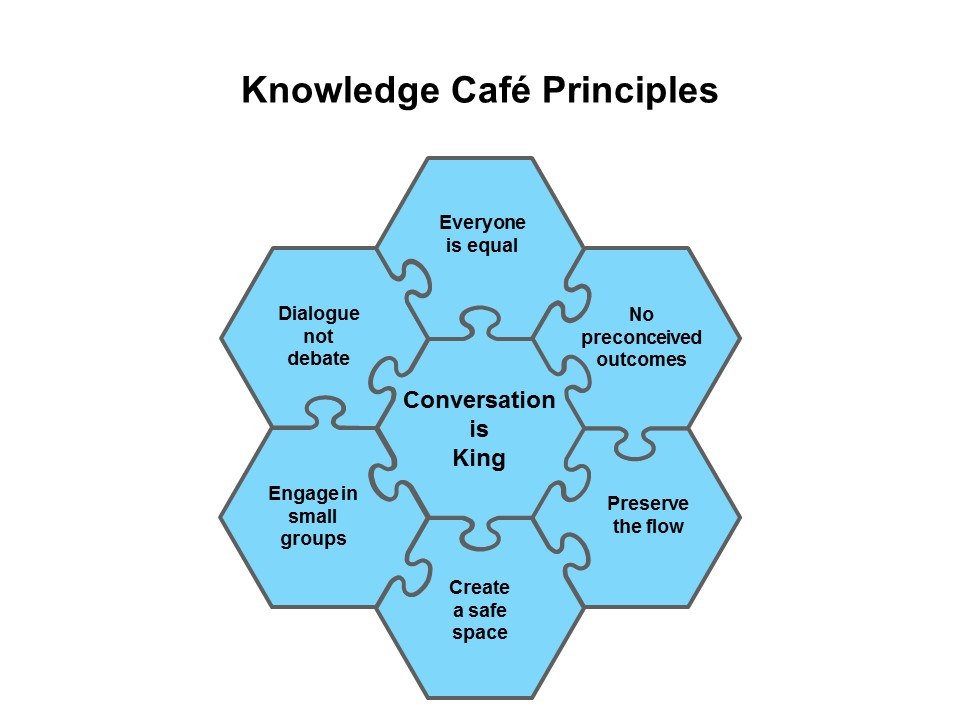 Knowledge Café Principles
Everyone
is equal
Dialogue
not
debate
No
preconceived
outcomes
Conversation
is
King
Engage in
small
groups
Preserve
the flow
Create
a safe
space